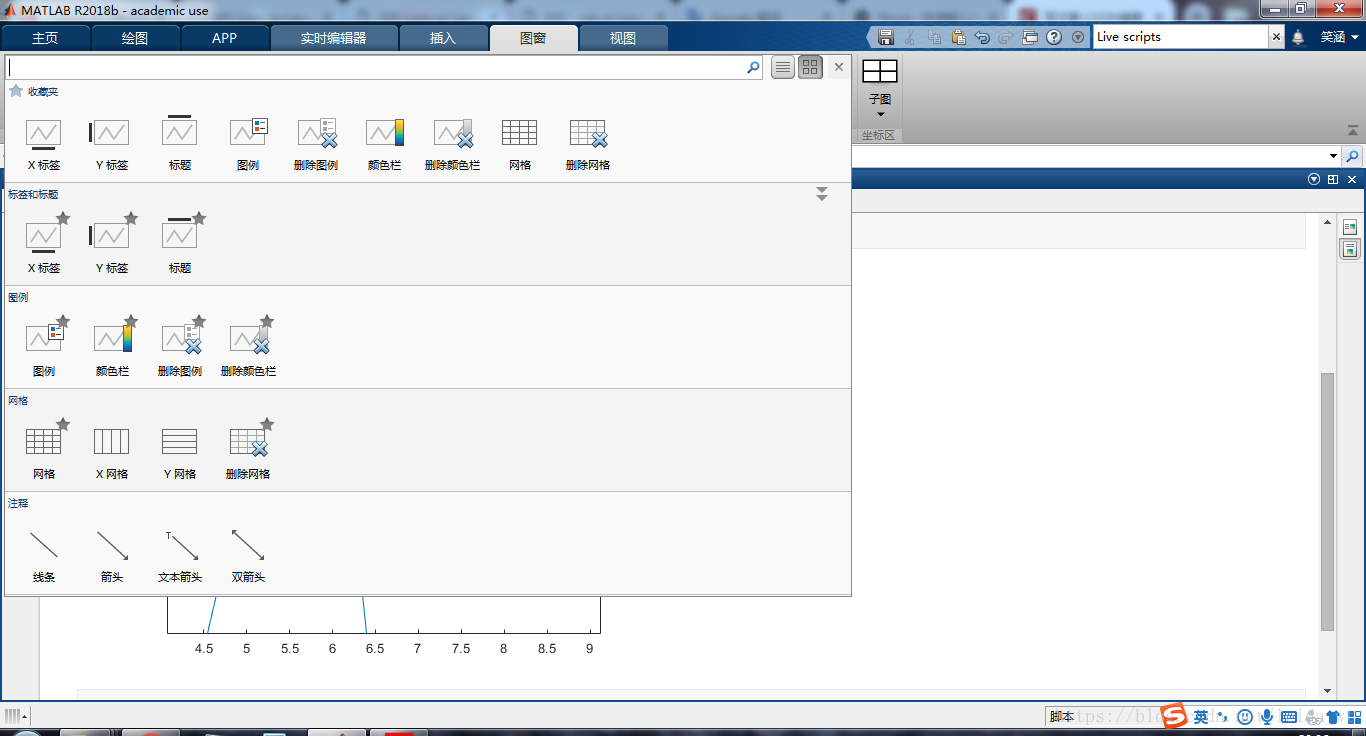 MATLAB R2018b - academic use
主页 绘图 APP 实时编辑器 插入 图窗 视图 Live scripts 笑涵
收藏夹
X 标签 Y 标签 标题 图例 删除图例 颜色栏 删除颜色栏 网格 删除网格
子图
坐标区
标签和标题
X 标签 Y 标签 标题
图例
图例 颜色栏 删除图例 删除颜色栏
网格
网格 X 网格 Y 网格 删除网格
注释
T
线条 箭头 文本箭头 双箭头
4.5 5 5.5 6 6.5 7 7.5 8 8.5 9
脚本 https://blog. 英